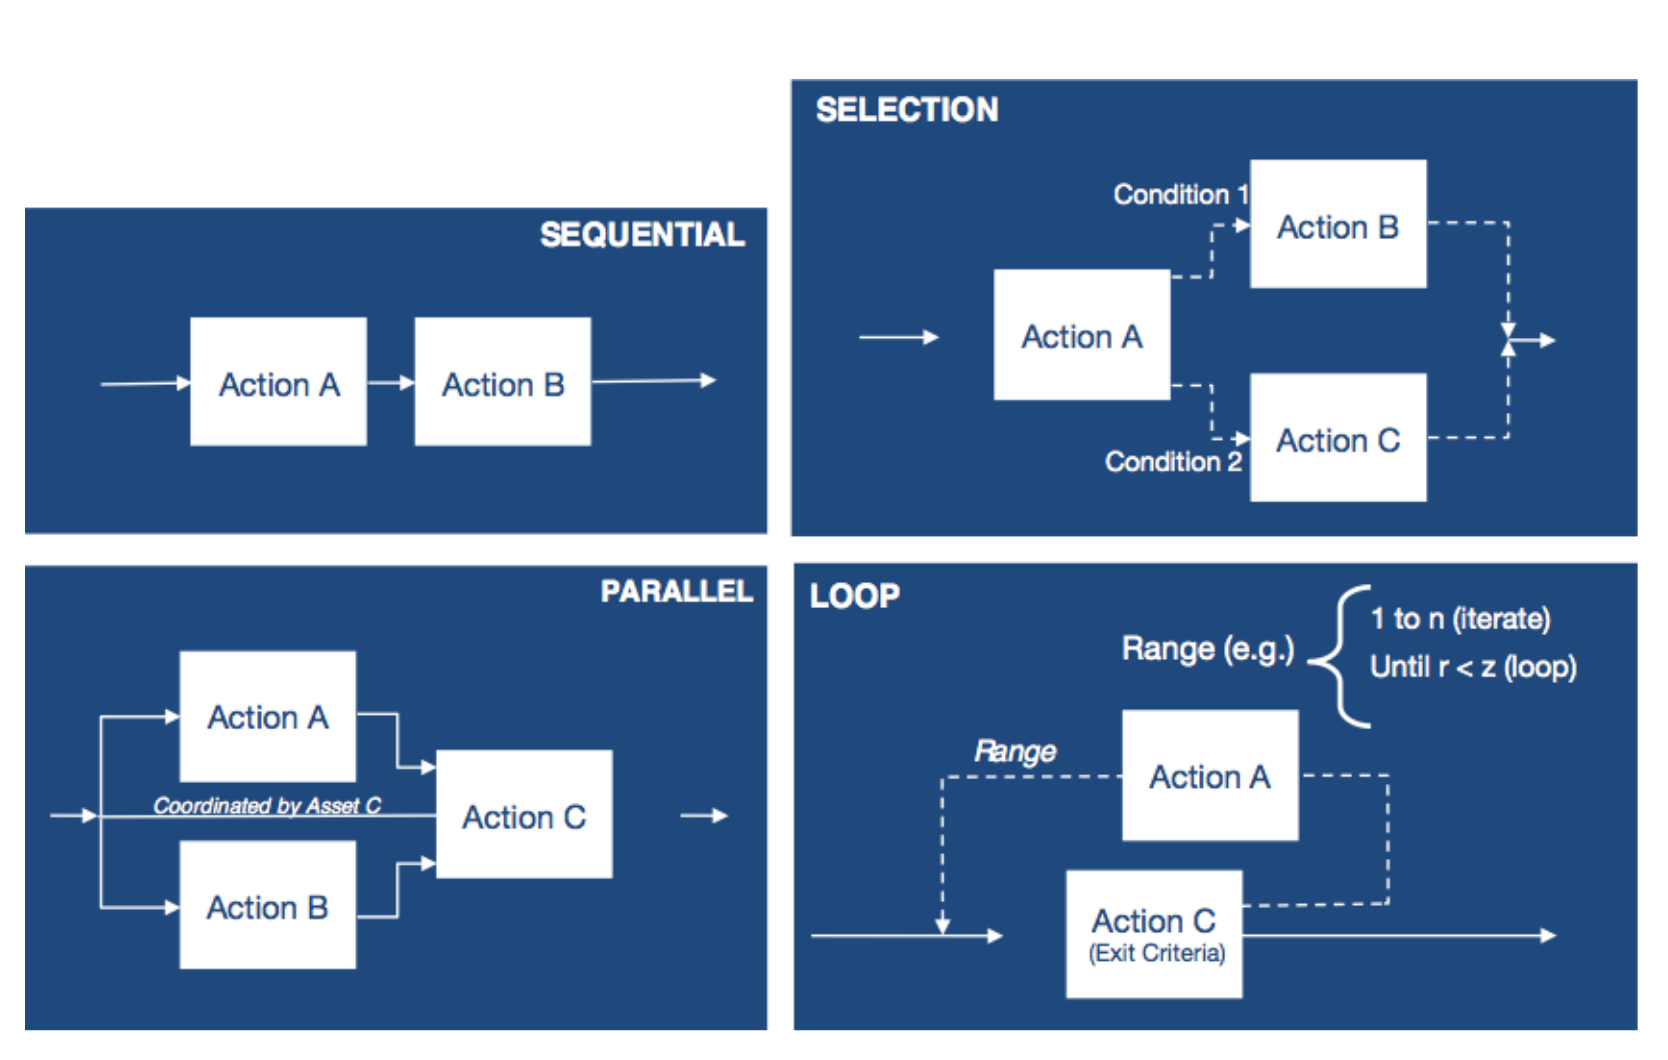 SEQUENTIAL
Action A
Action B
SELECTION
Condition 1
Action B
Action A
Action C
Condition 2
PARALLEL
Action A
Coordinated by Asset C
Action C
Action B
LOOP
Range (e.g.)
1 to n (iterate)
Until r < z (loop)
Range
Action A
Action C
(Exit Criteria)